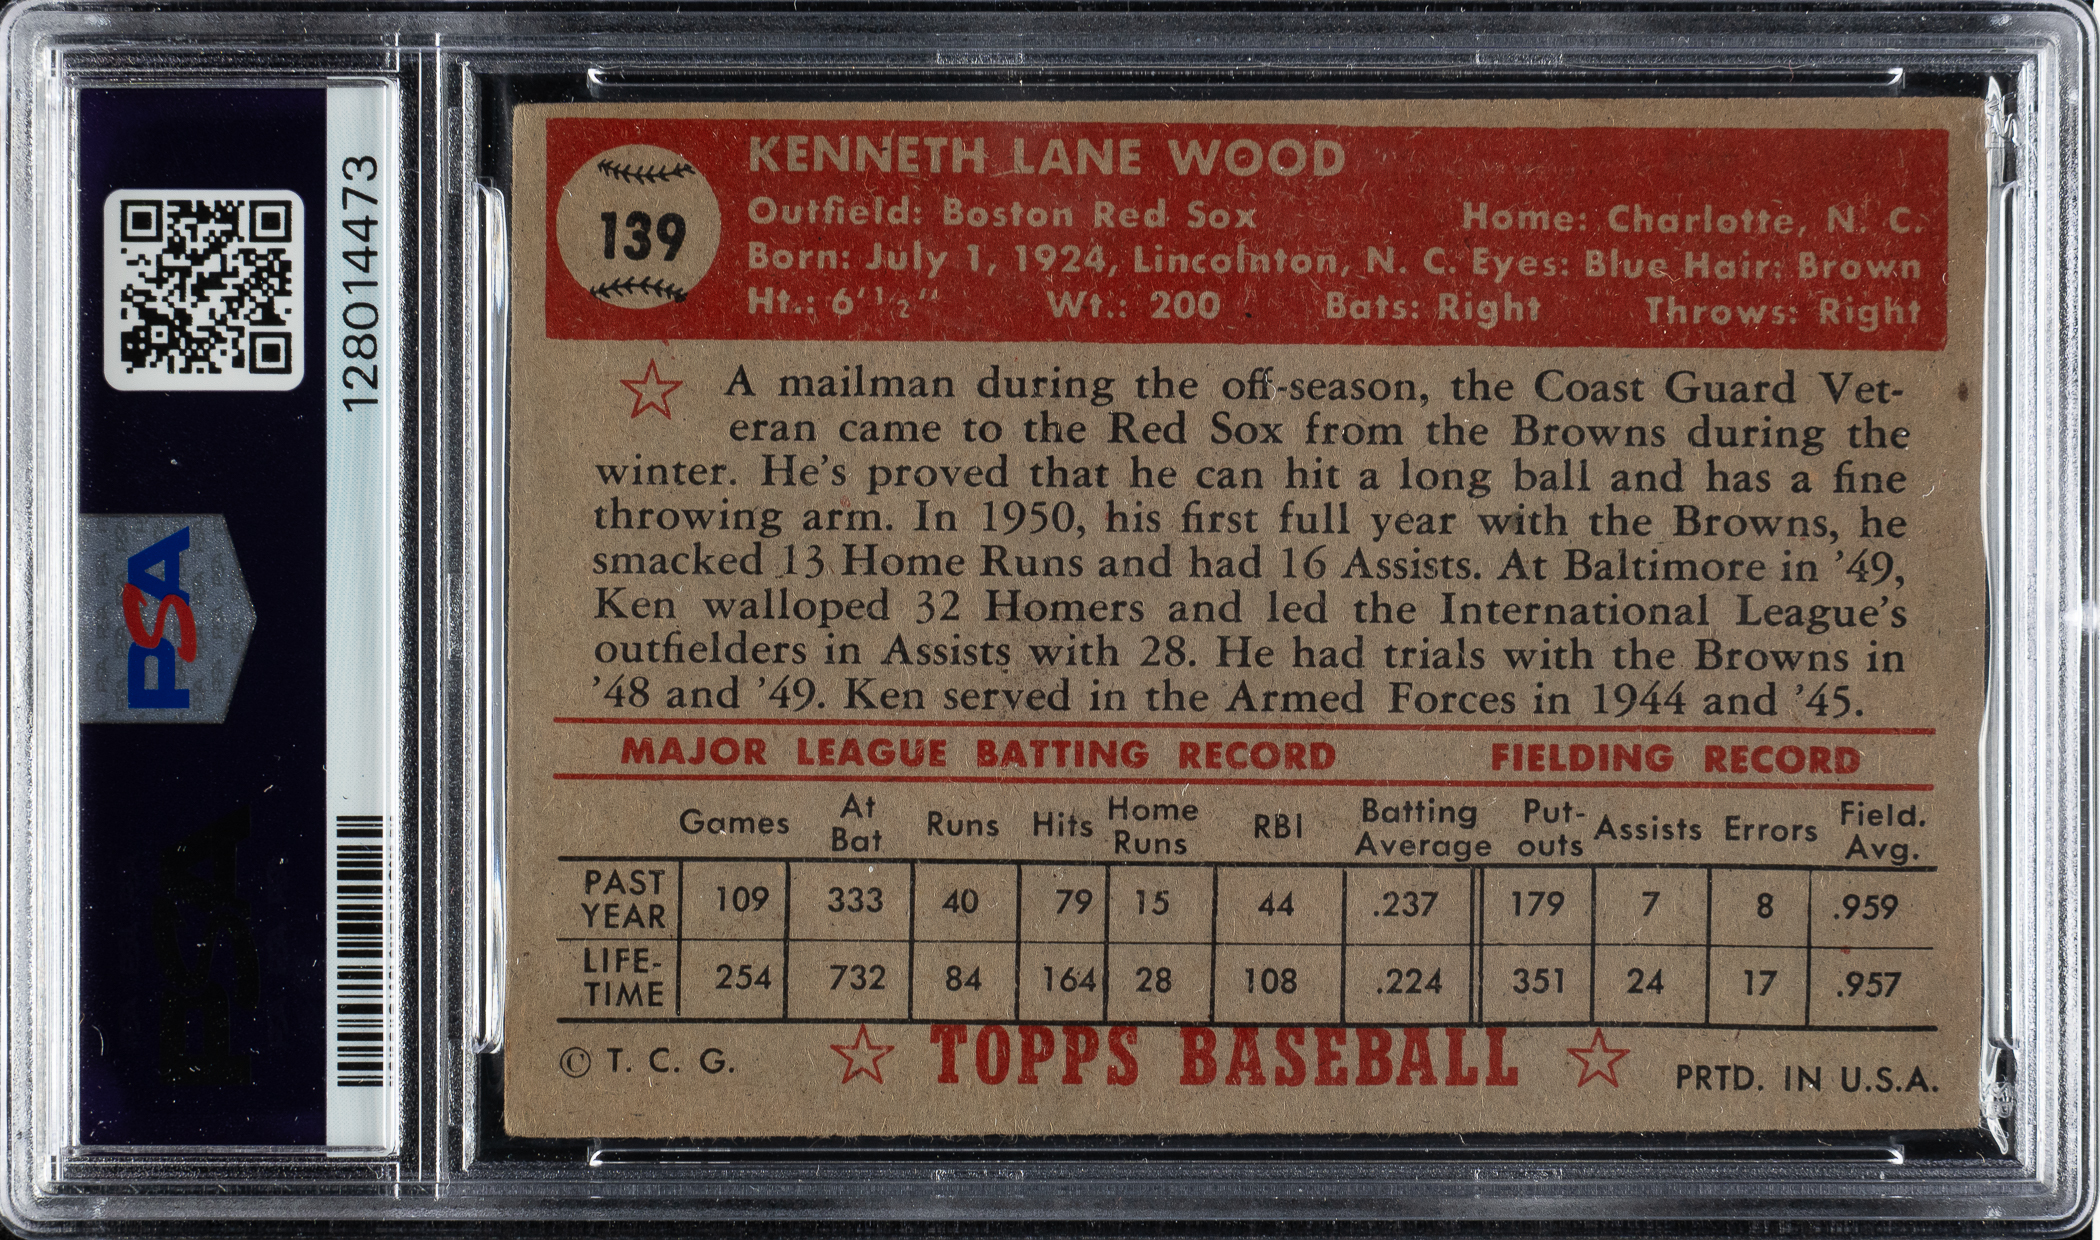 128014473
PSA
139
KENNETH LANE WOOD
Outfield: Boston Red Sox Home: Charlotte, N. C.
Born: July 1, 1924, Lincolnton, N. C. Eyes: Blue Hair: Brown
Ht.: 6' ½" Wt.: 200 Bats: Right Throws: Right
A mailman during the off-season, the Coast Guard Vet-
eran came to the Red Sox from the Browns during the
winter. He's proved that he can hit a long ball and has a fine
throwing arm. In 1950, his first full year with the Browns, he
smacked 13 Home Runs and had 16 Assists. At Baltimore in '49,
Ken walloped 32 Homers and led the International League's
outfielders in Assists with 28. He had trials with the Browns in
'48 and '49. Ken served in the Armed Forces in 1944 and '45.
MAJOR LEAGUE BATTING RECORD FIELDING RECORD
Games At Bat Runs Hits Home Runs RBI Batting Average Put-outs Assists Errors Field. Avg.
PAST YEAR 109 333 40 79 15 44 .237 179 7 8 .959
LIFE-TIME 254 732 84 164 28 108 .224 351 24 17 .957
© T. C. G. TOPPS BASEBALL PRTD. IN U.S.A.
PSA